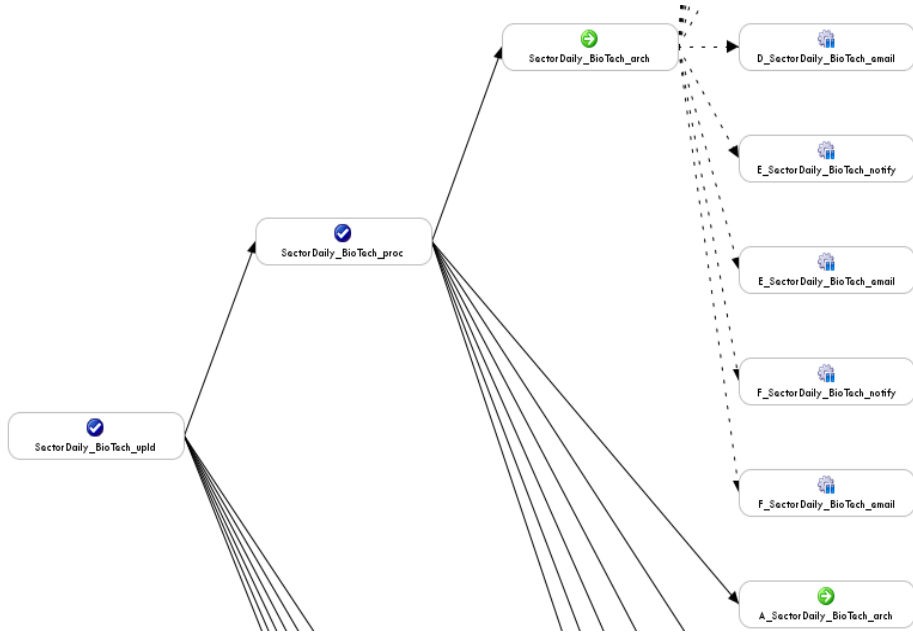 SectorDaily_BioTech_arch
D_SectorDaily_BioTech_email
E_SectorDaily_BioTech_notify
SectorDaily_BioTech_proc
E_SectorDaily_BioTech_email
F_SectorDaily_BioTech_notify
SectorDaily_BioTech_upld
F_SectorDaily_BioTech_email
A_SectorDaily_BioTech_arch